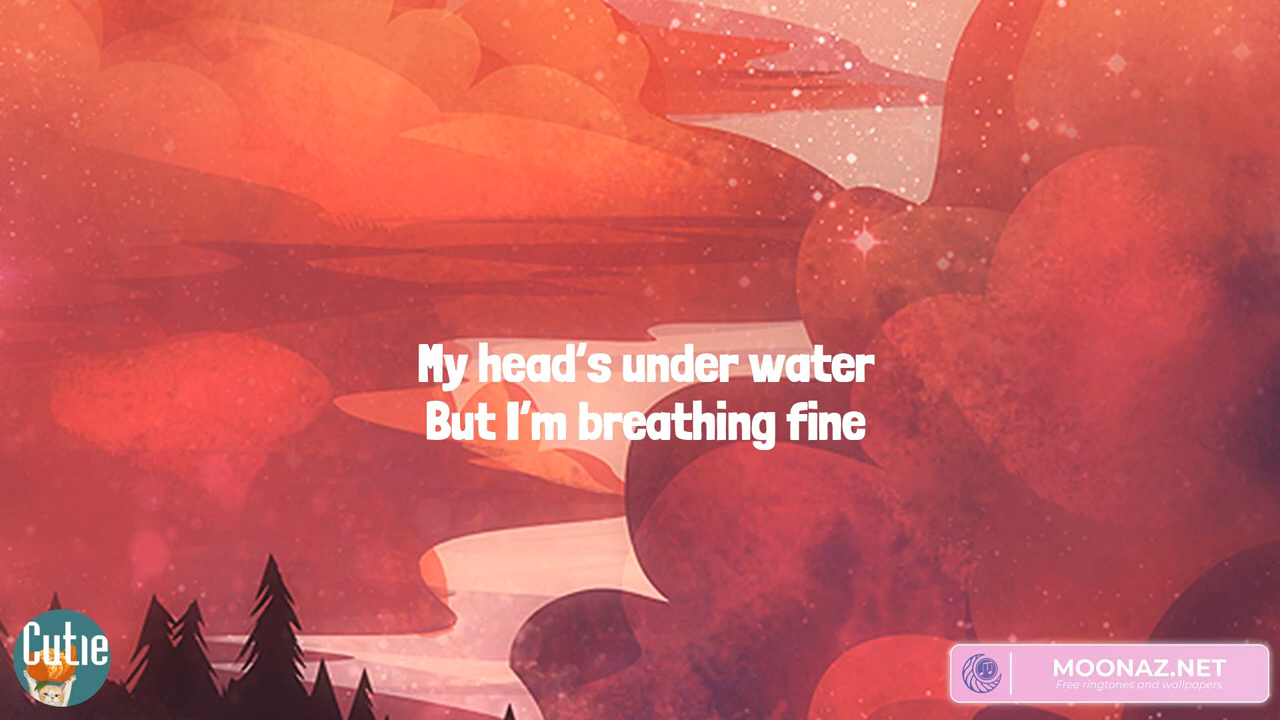 My head's under water
But I'm breathing fine
Cutie
MOONAZ.NET
Free ringtones and wallpapers